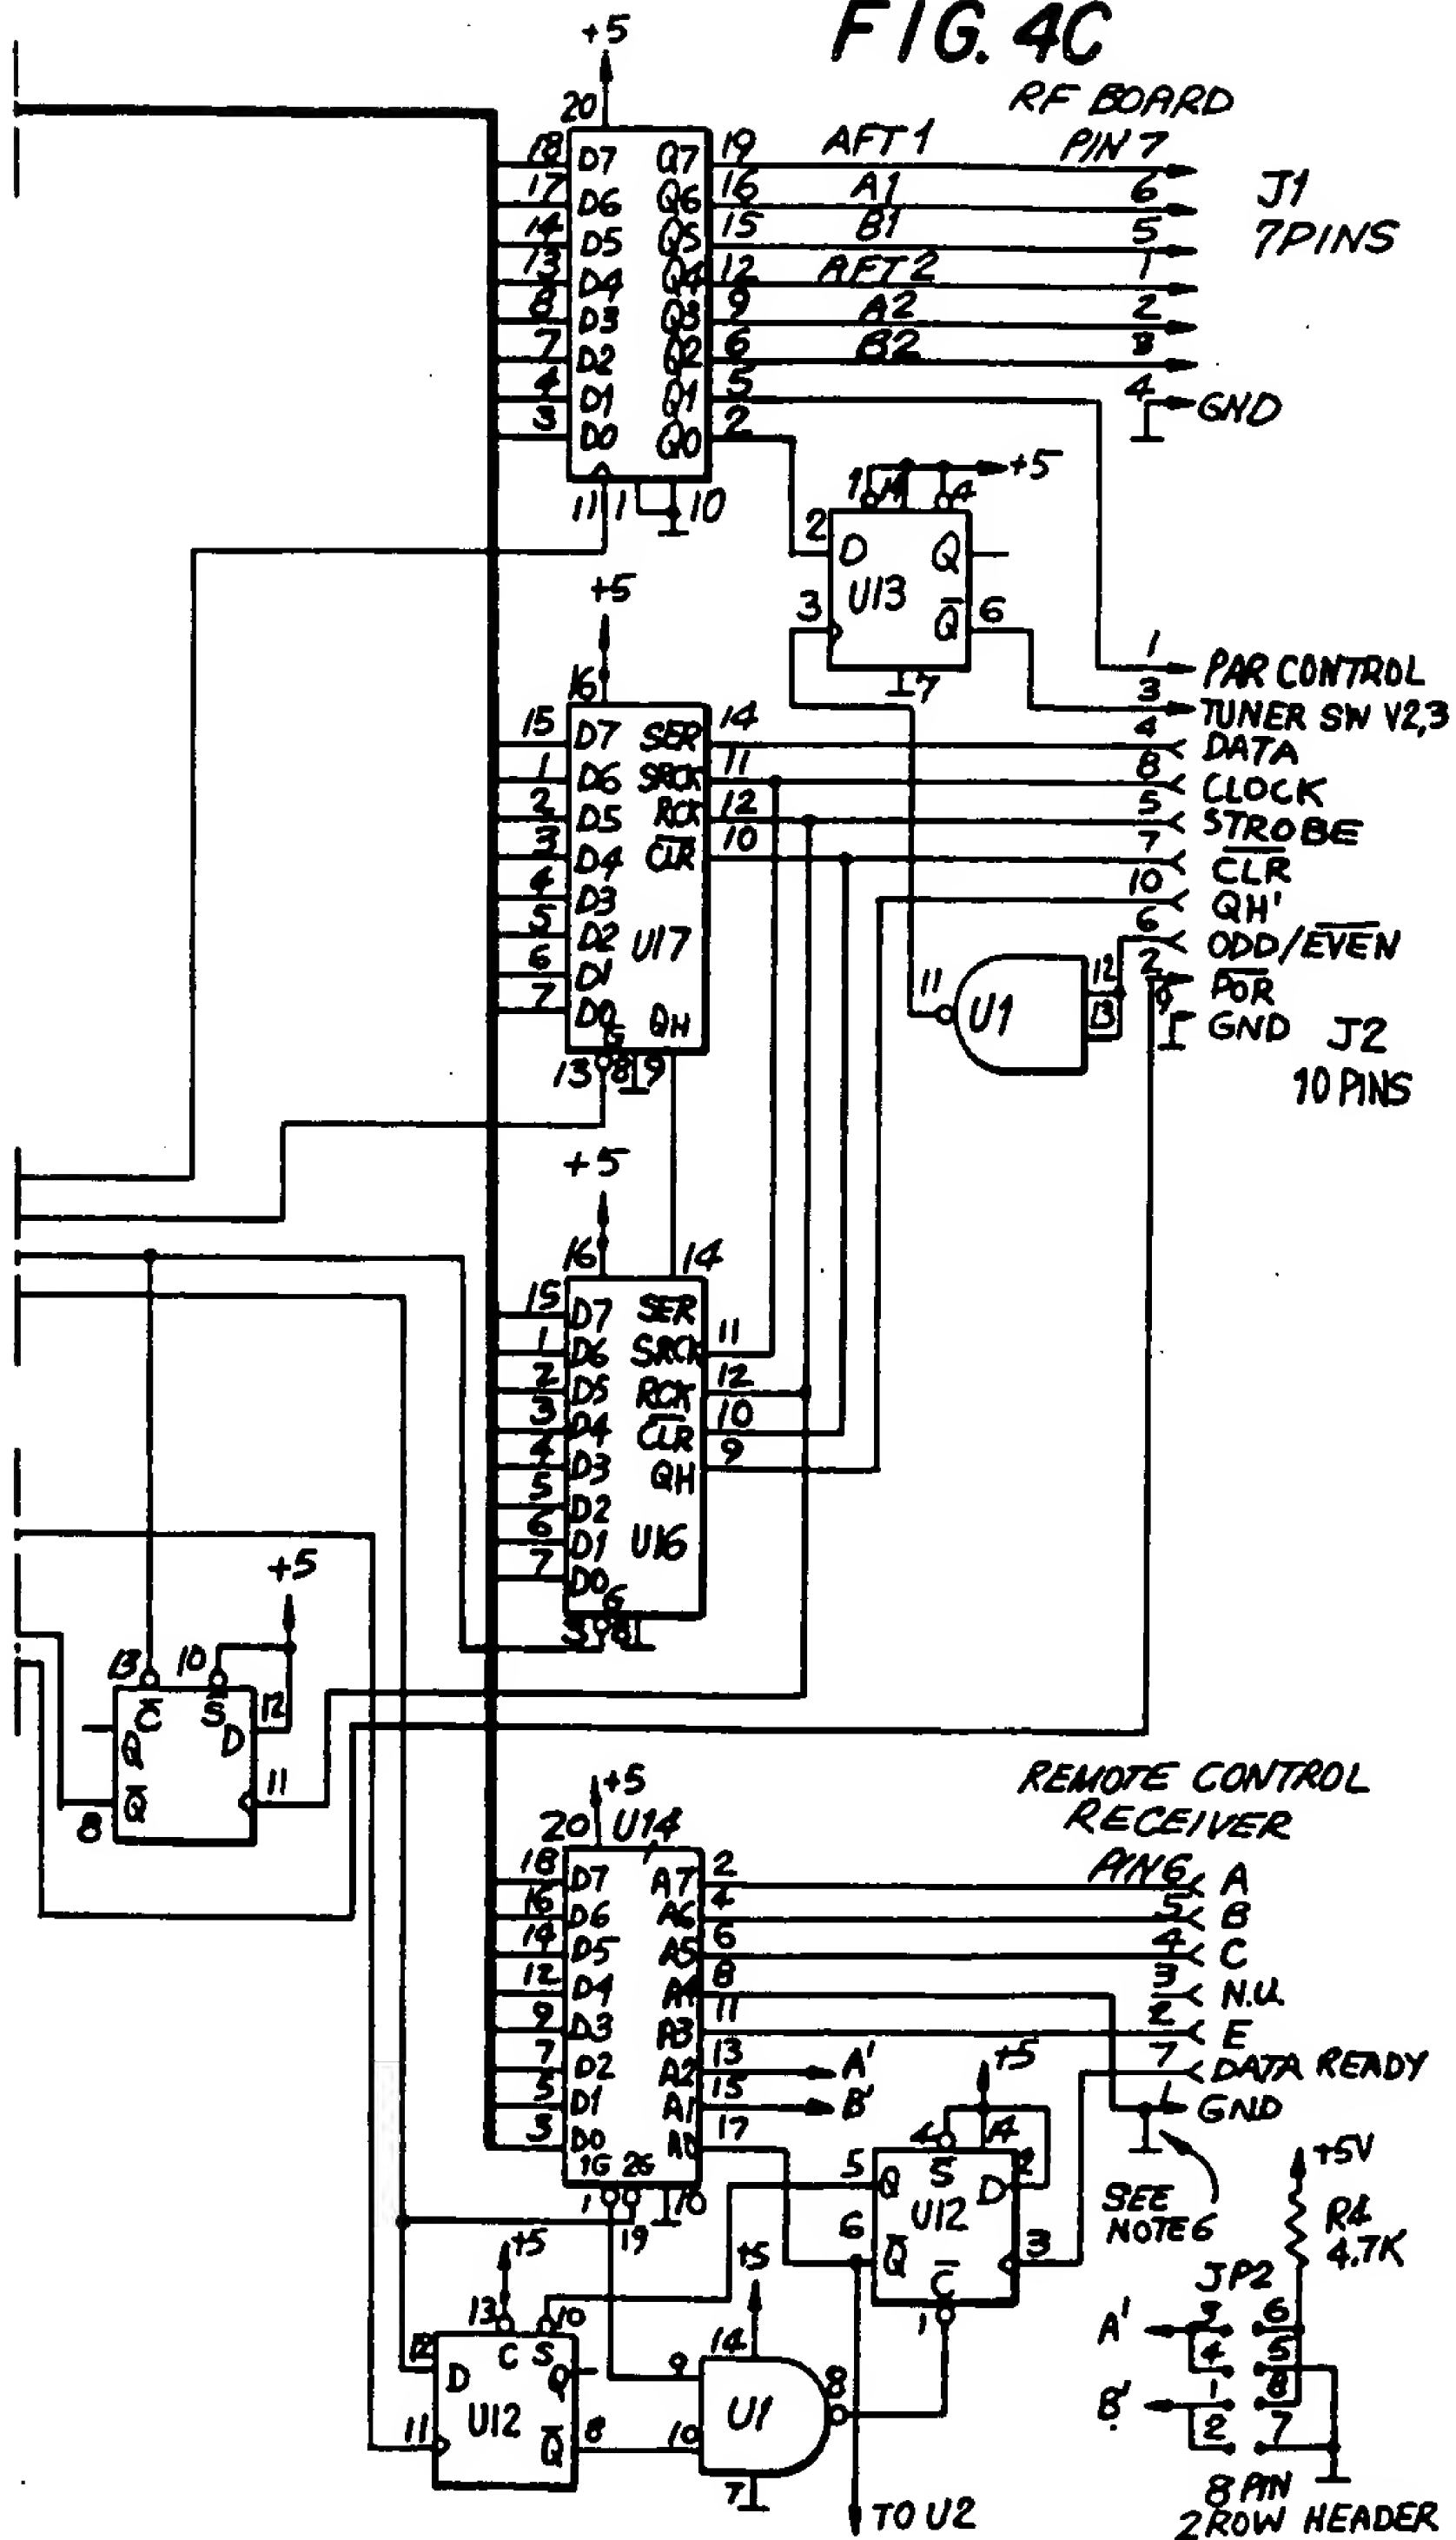 FIG. 4C
RF BOARD
+5
20
18 D7 Q7 19 AFT1 PIN 7
17 D6 Q6 16 A1 6
14 D5 Q5 15 B1 5
13 D4 Q4 12 AFT2 1
8 D3 Q3 9 A2 2
7 D2 Q2 6 B2 3
4 D1 Q1 5
3 D0 Q0 2
4 GND
J1
7PINS
11 1 10
1 14 4 +5
2 D Q
U13
3 Q̅ 6
7
+5
16
15 D7 SER 14
1 D6 SRCK 11
2 D5 RCK 12
3 D4 C̅L̅R̅ 10
4 D3
5 D2 U17
6 D1
7 D0 G QH
13 8 9
1 PAR CONTROL
3 TUNER SW V2,3
4 DATA
8 CLOCK
5 STROBE
7 C̅L̅R̅
10 QH'
6 ODD/E̅V̅E̅N̅
2 P̅O̅R̅
9 GND
J2
10 PINS
11 U1 12
13
+5
16 14
15 D7 S̅E̅R̅
1 D6 SRCK 11
2 D5 RCK 12
3 D4 C̅L̅R̅ 10
4 D3 QH 9
5 D2
6 D1 U16
7 D0 G
8
+5
13 10
C̅ S̅ 12
Q D
8 Q̅ 11
REMOTE CONTROL
RECEIVER
+5
20 U14
18 D7 A7 2 PIN6 A
16 D6 A6 4 5 B
14 D5 A5 6 4 C
12 D4 A4 8 3 N.U.
9 D3 A3 11 2 E
7 D2 A2 13 A' 7 DATA READY
5 D1 A1 15 B' 1 GND
3 D0 A0 17
1G 2G
1 19 10
+5
4 14
5 Q S̅ D 2
U12
6 Q̅ C̅ 3
1
SEE
NOTE 6
+5V
R4
4.7K
JP2
A' 3 6
4 5
B' 1 8
2 7
8 PIN
2 ROW HEADER
+5
13 10
12 D C S Q
U12
11 Q̅ 8
+5
14
9 U1 8
10
7
TO U2